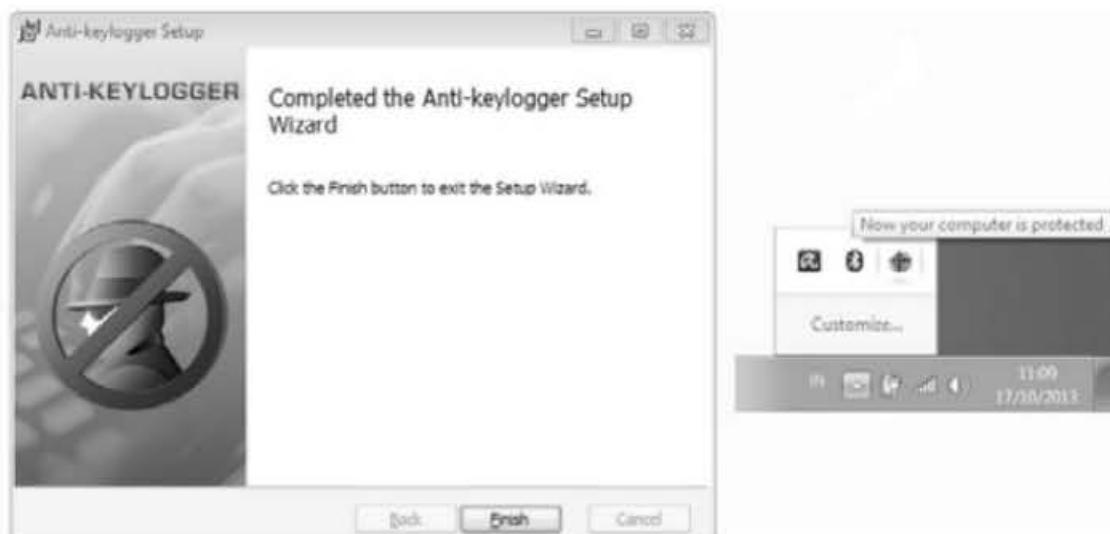 Anti-keylogger Setup
ANTI-KEYLOGGER
Completed the Anti-keylogger Setup
Wizard
Click the Finish button to exit the Setup Wizard.
Back
Finish
Cancel
Now your computer is protected
Customize...
IN
11:09
17/10/2013